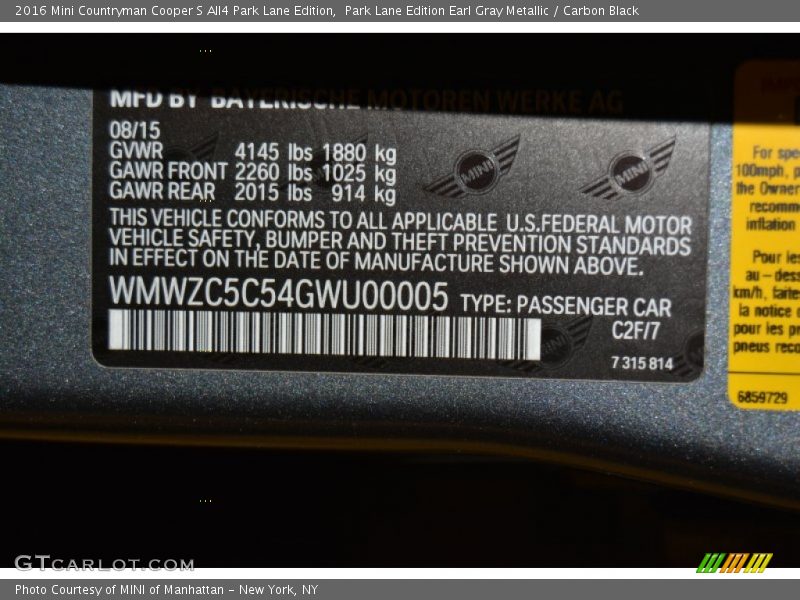 2016 Mini Countryman Cooper S All4 Park Lane Edition,  Park Lane Edition Earl Gray Metallic / Carbon Black
MFD BY BAYERISCHE MOTOREN WERKE AG
08/15
GVWR 4145 lbs 1880 kg
GAWR FRONT 2260 lbs 1025 kg
GAWR REAR 2015 lbs 914 kg
THIS VEHICLE CONFORMS TO ALL APPLICABLE U.S.FEDERAL MOTOR
VEHICLE SAFETY, BUMPER AND THEFT PREVENTION STANDARDS
IN EFFECT ON THE DATE OF MANUFACTURE SHOWN ABOVE.
WMWZC5C54GWU00005 TYPE: PASSENGER CAR
C2F/7
7 315 814
MINI
MINI
For spe
100mph, p
the Owner
recomm
inflation
Pour les
au-dess
km/h, faite
la notice
pour les p
pneus reco
6859729
GTCARLOT.COM
Photo Courtesy of MINI of Manhattan - New York, NY